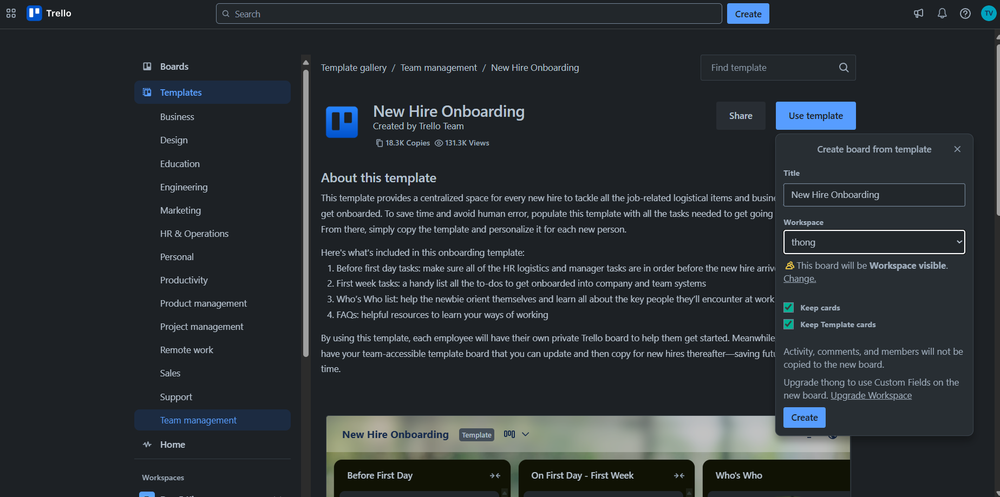 Trello
Search
Create
TV
Boards
Templates
Business
Design
Education
Engineering
Marketing
HR & Operations
Personal
Productivity
Product management
Project management
Remote work
Sales
Support
Team management
Home
Workspaces
Template gallery / Team management / New Hire Onboarding
Find template
New Hire Onboarding
Created by Trello Team
18.3K Copies 131.3K Views
Share
Use template
About this template
This template provides a centralized space for every new hire to tackle all the job-related logistical items and
get onboarded. To save time and avoid human error, populate this template with all the tasks needed to get going
From there, simply copy the template and personalize it for each new person.
Here's what's included in this onboarding template:
1. Before first day tasks: make sure all of the HR logistics and manager tasks are in order before the new hire
2. First week tasks: a handy list all the to-dos to get onboarded into company and team systems
3. Who’s Who list: help the newbie orient themselves and learn all about the key people they’ll encounter at work
4. FAQs: helpful resources to learn your ways of working
By using this template, each employee will have their own private Trello board to help them get started. Meanwhile
have your team-accessible template board that you can update and then copy for new hires thereafter—saving
time.
Create board from template
Title
New Hire Onboarding
Workspace
thong
This board will be Workspace visible.
Change.
Keep cards
Keep Template cards
Activity, comments, and members will not be
copied to the new board.
Upgrade thong to use Custom Fields on the
new board. Upgrade Workspace
Create
New Hire Onboarding Template
Before First Day
On First Day - First Week
Who's Who